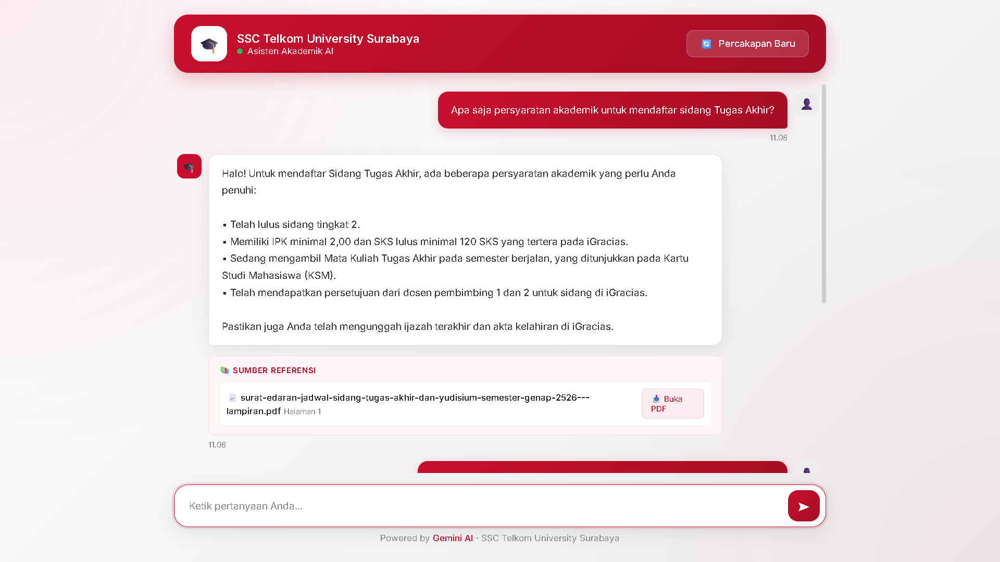 SSC Telkom University Surabaya
Asisten Akademik AI
Percakapan Baru
Apa saja persyaratan akademik untuk mendaftar sidang Tugas Akhir?
11.08
Halo! Untuk mendaftar Sidang Tugas Akhir, ada beberapa persyaratan akademik yang perlu Anda
penuhi:
▪ Telah lulus sidang tingkat 2.
▪ Memiliki IPK minimal 2,00 dan SKS lulus minimal 120 SKS yang tertera pada iGracias.
▪ Sedang mengambil Mata Kuliah Tugas Akhir pada semester berjalan, yang ditunjukkan pada Kartu
Studi Mahasiswa (KSM).
▪ Telah mendapatkan persetujuan dari dosen pembimbing 1 dan 2 untuk sidang di iGracias.
Pastikan juga Anda telah mengunggah ijazah terakhir dan akta kelahiran di iGracias.
SUMBER REFERENSI
surat-edaran-jadwal-sidang-tugas-akhir-dan-yudisium-semester-genap-2526---
lampiran.pdf Halaman 1
Buka
PDF
11.08
Ketik pertanyaan Anda...
Powered by Gemini AI · SSC Telkom University Surabaya